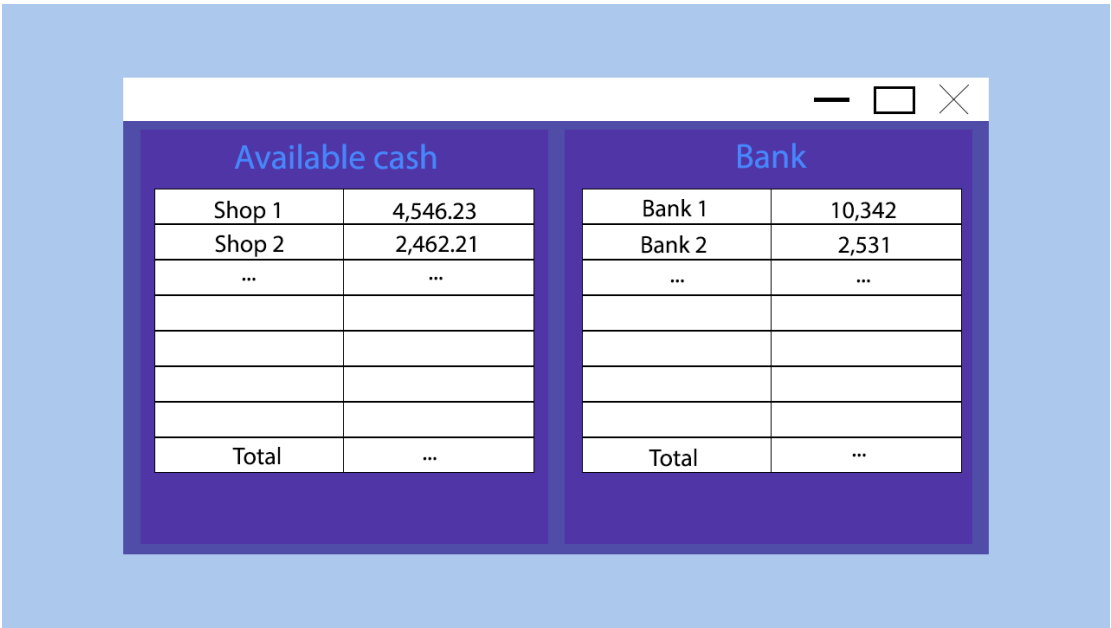 Available cash
Shop 1 4,546.23
Shop 2 2,462.21
... ...
Total ...
Bank
Bank 1 10,342
Bank 2 2,531
... ...
Total ...